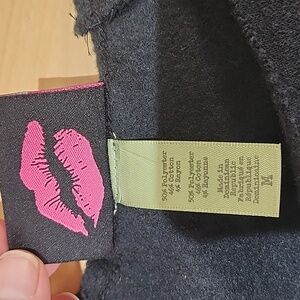 50% Polyester
46% Cotton
4% Rayon
50% Polyester
46% Coton
4% Rayonne
Made in
Dominican
Republic
Fabriqué en
République
Dominicaine
M